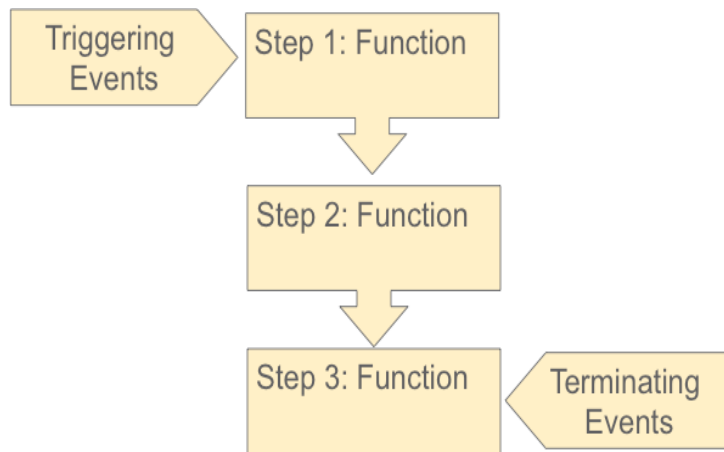 Triggering
Events
Step 1: Function
Step 2: Function
Step 3: Function
Terminating
Events